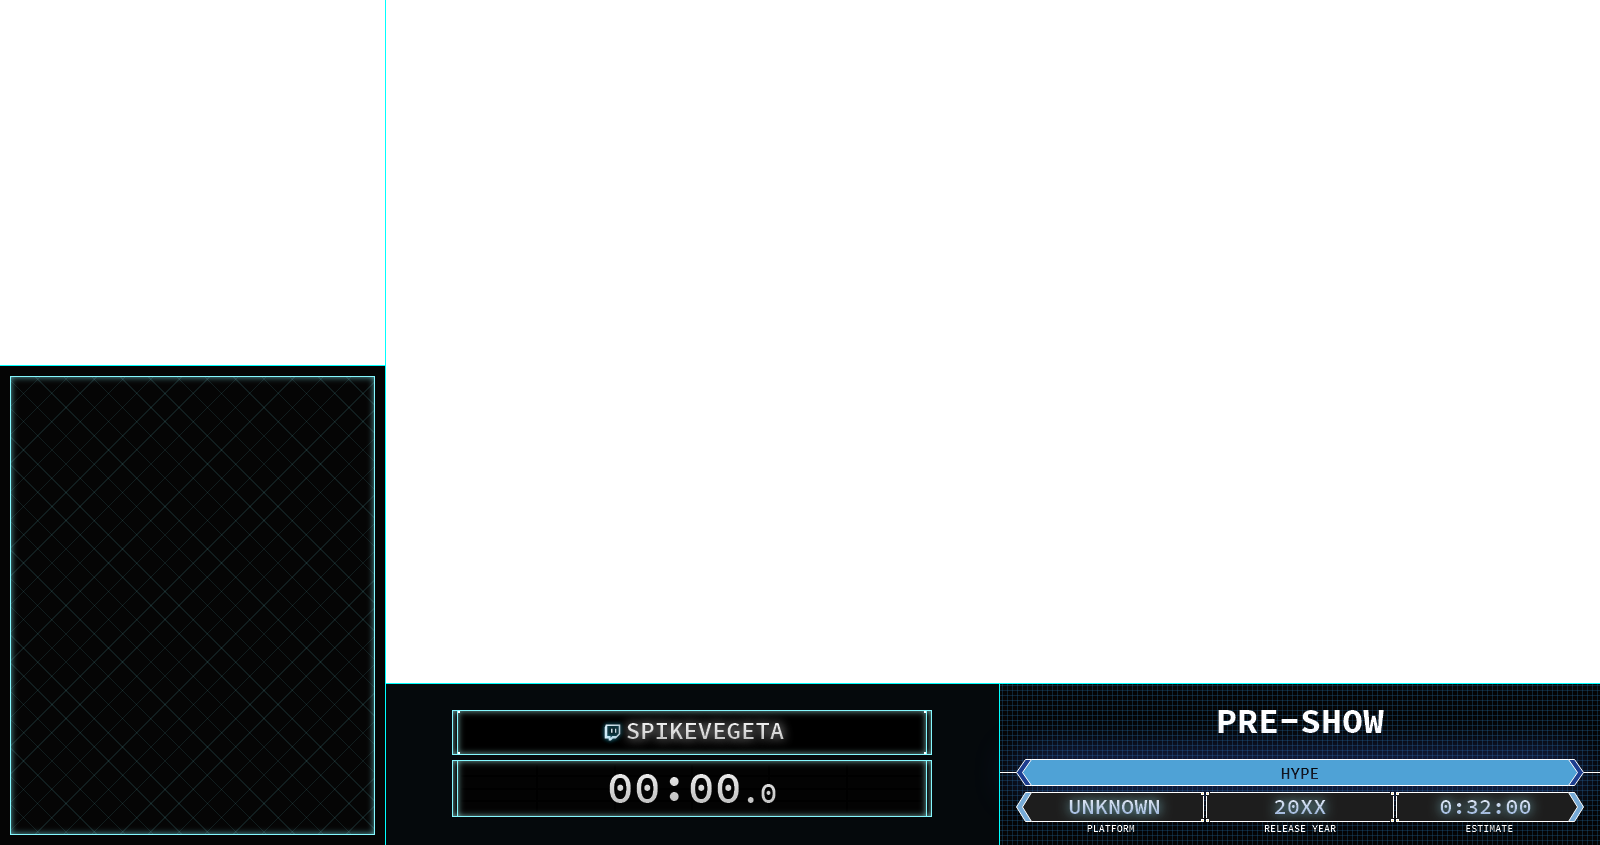 SPIKEVEGETA
00:00.0
PRE-SHOW
HYPE
UNKNOWN 20XX 0:32:00
PLATFORM RELEASE YEAR ESTIMATE